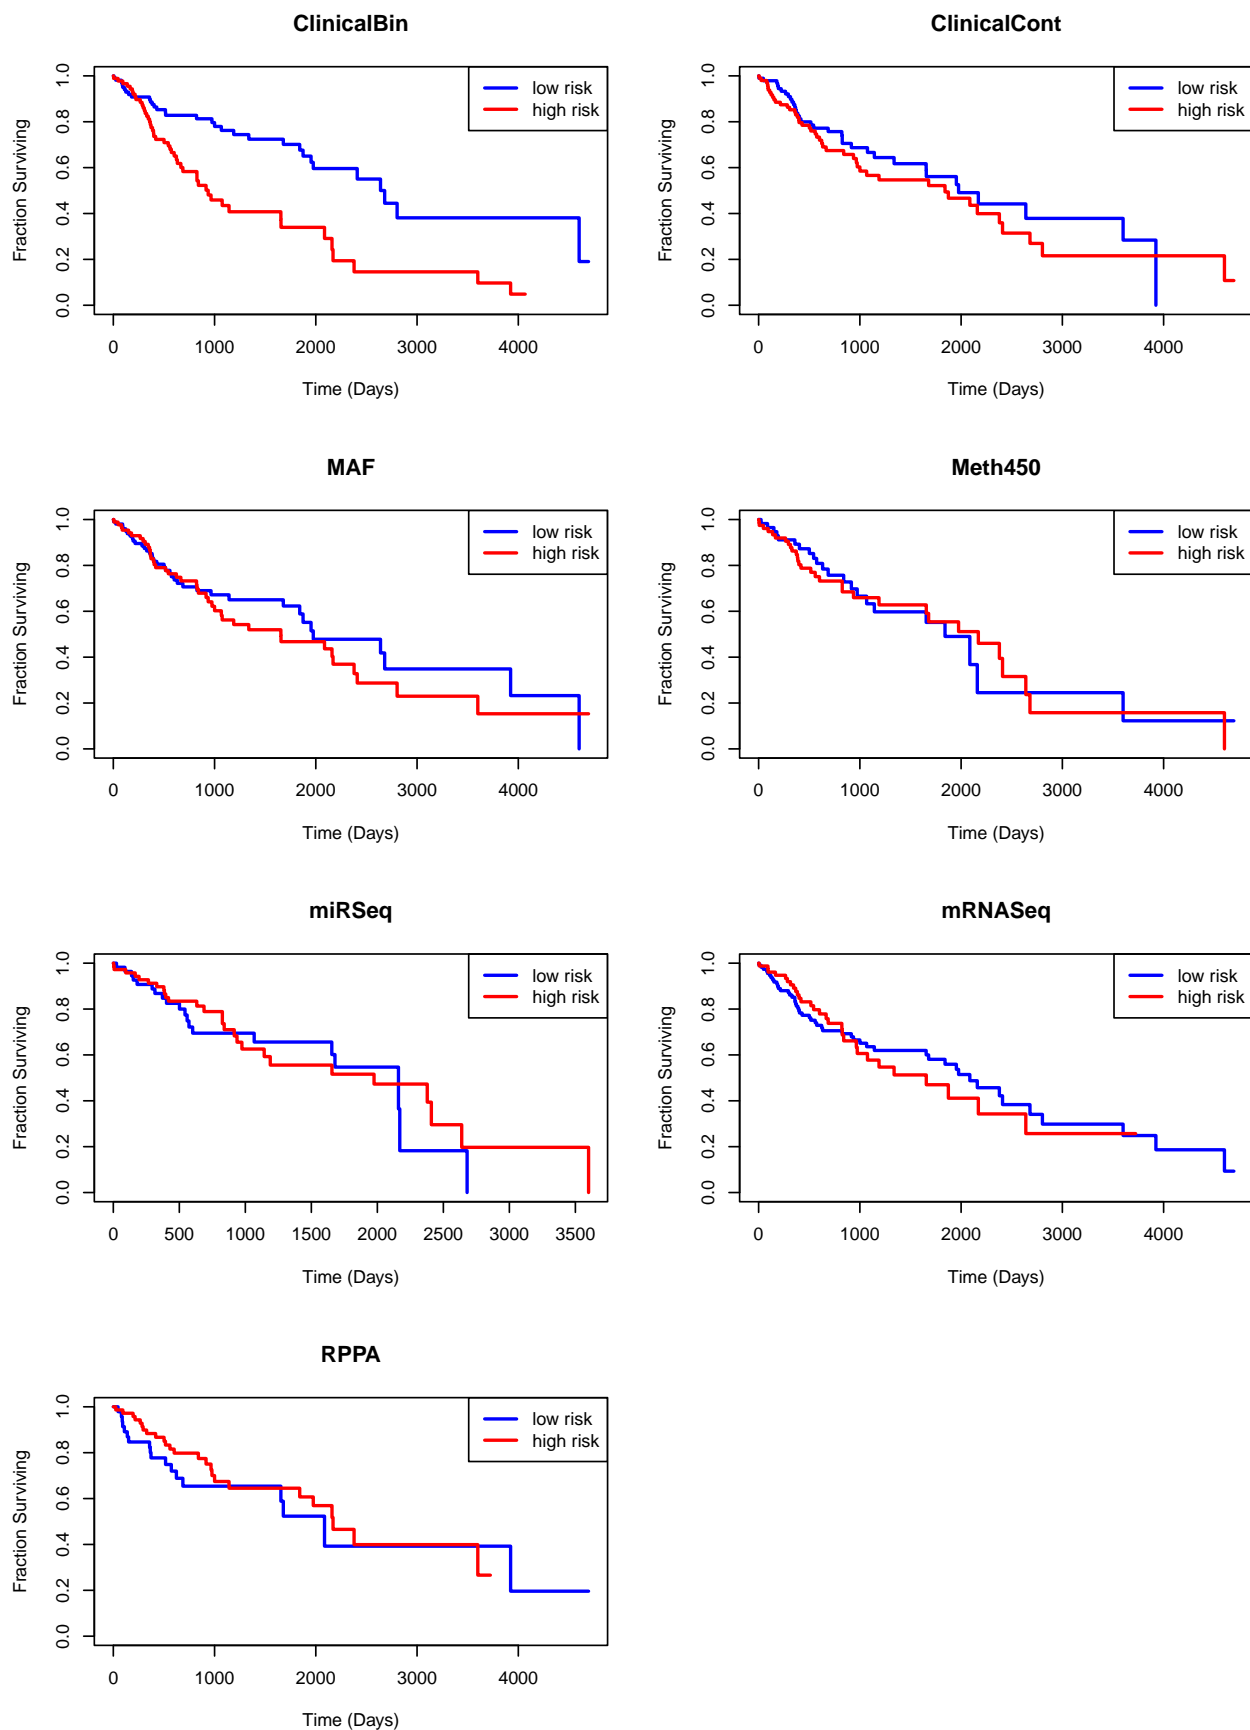 ClinicalBin
low risk
high risk
Fraction Surviving
0.0 0.2 0.4 0.6 0.8 1.0
0 1000 2000 3000 4000
Time (Days)
ClinicalCont
low risk
high risk
Fraction Surviving
0.0 0.2 0.4 0.6 0.8 1.0
0 1000 2000 3000 4000
Time (Days)
MAF
low risk
high risk
Fraction Surviving
0.0 0.2 0.4 0.6 0.8 1.0
0 1000 2000 3000 4000
Time (Days)
Meth450
low risk
high risk
Fraction Surviving
0.0 0.2 0.4 0.6 0.8 1.0
0 1000 2000 3000 4000
Time (Days)
miRSeq
low risk
high risk
Fraction Surviving
0.0 0.2 0.4 0.6 0.8 1.0
0 500 1000 1500 2000 2500 3000 3500
Time (Days)
mRNASeq
low risk
high risk
Fraction Surviving
0.0 0.2 0.4 0.6 0.8 1.0
0 1000 2000 3000 4000
Time (Days)
RPPA
low risk
high risk
Fraction Surviving
0.0 0.2 0.4 0.6 0.8 1.0
0 1000 2000 3000 4000
Time (Days)